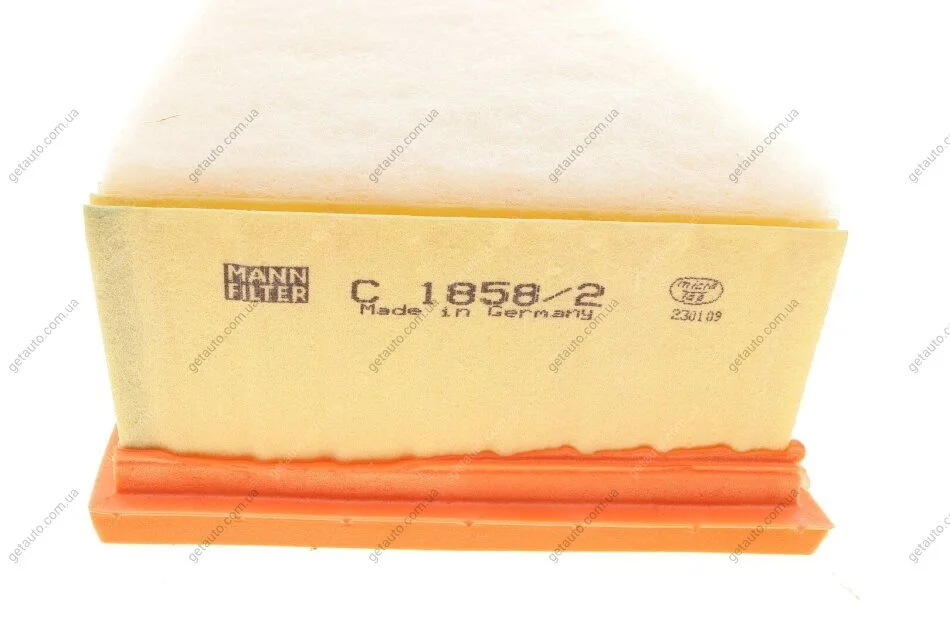 MANN
FILTER
C 1858/2
Made in Germany
230109
getauto.com.ua